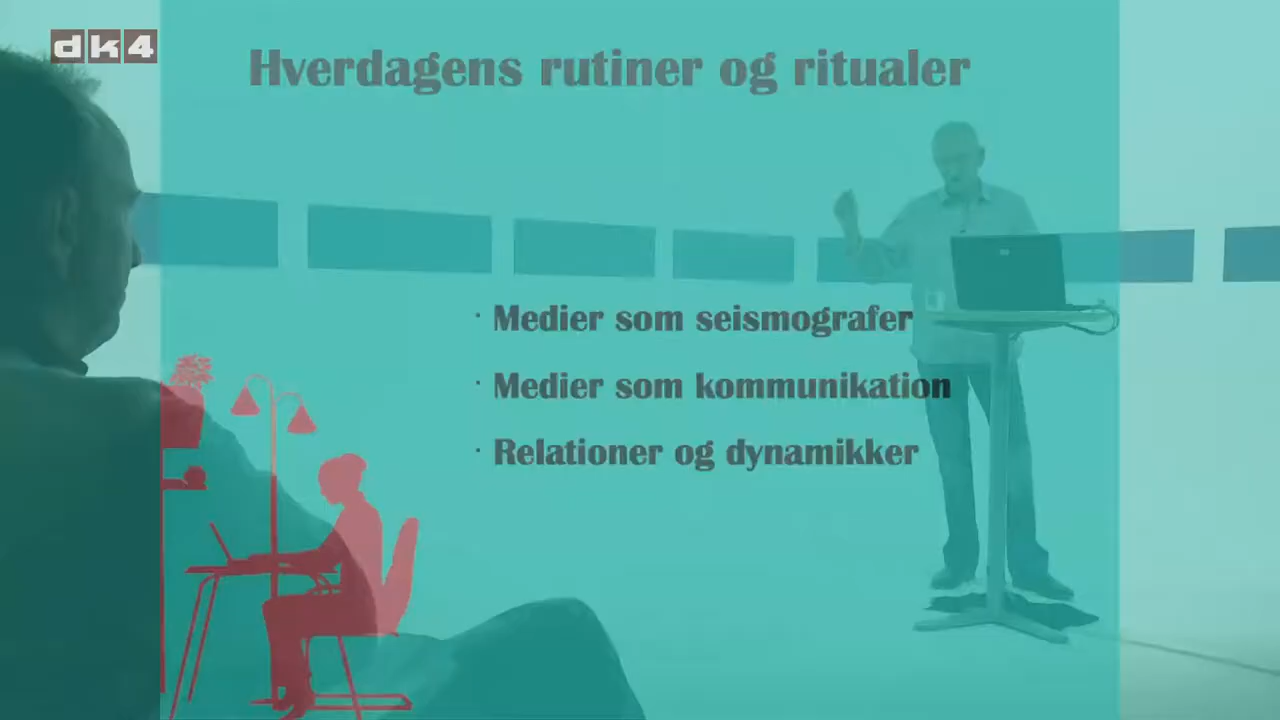 dk4
Hverdagens rutiner og ritualer
· Medier som seismografer
· Medier som kommunikation
· Relationer og dynamikker